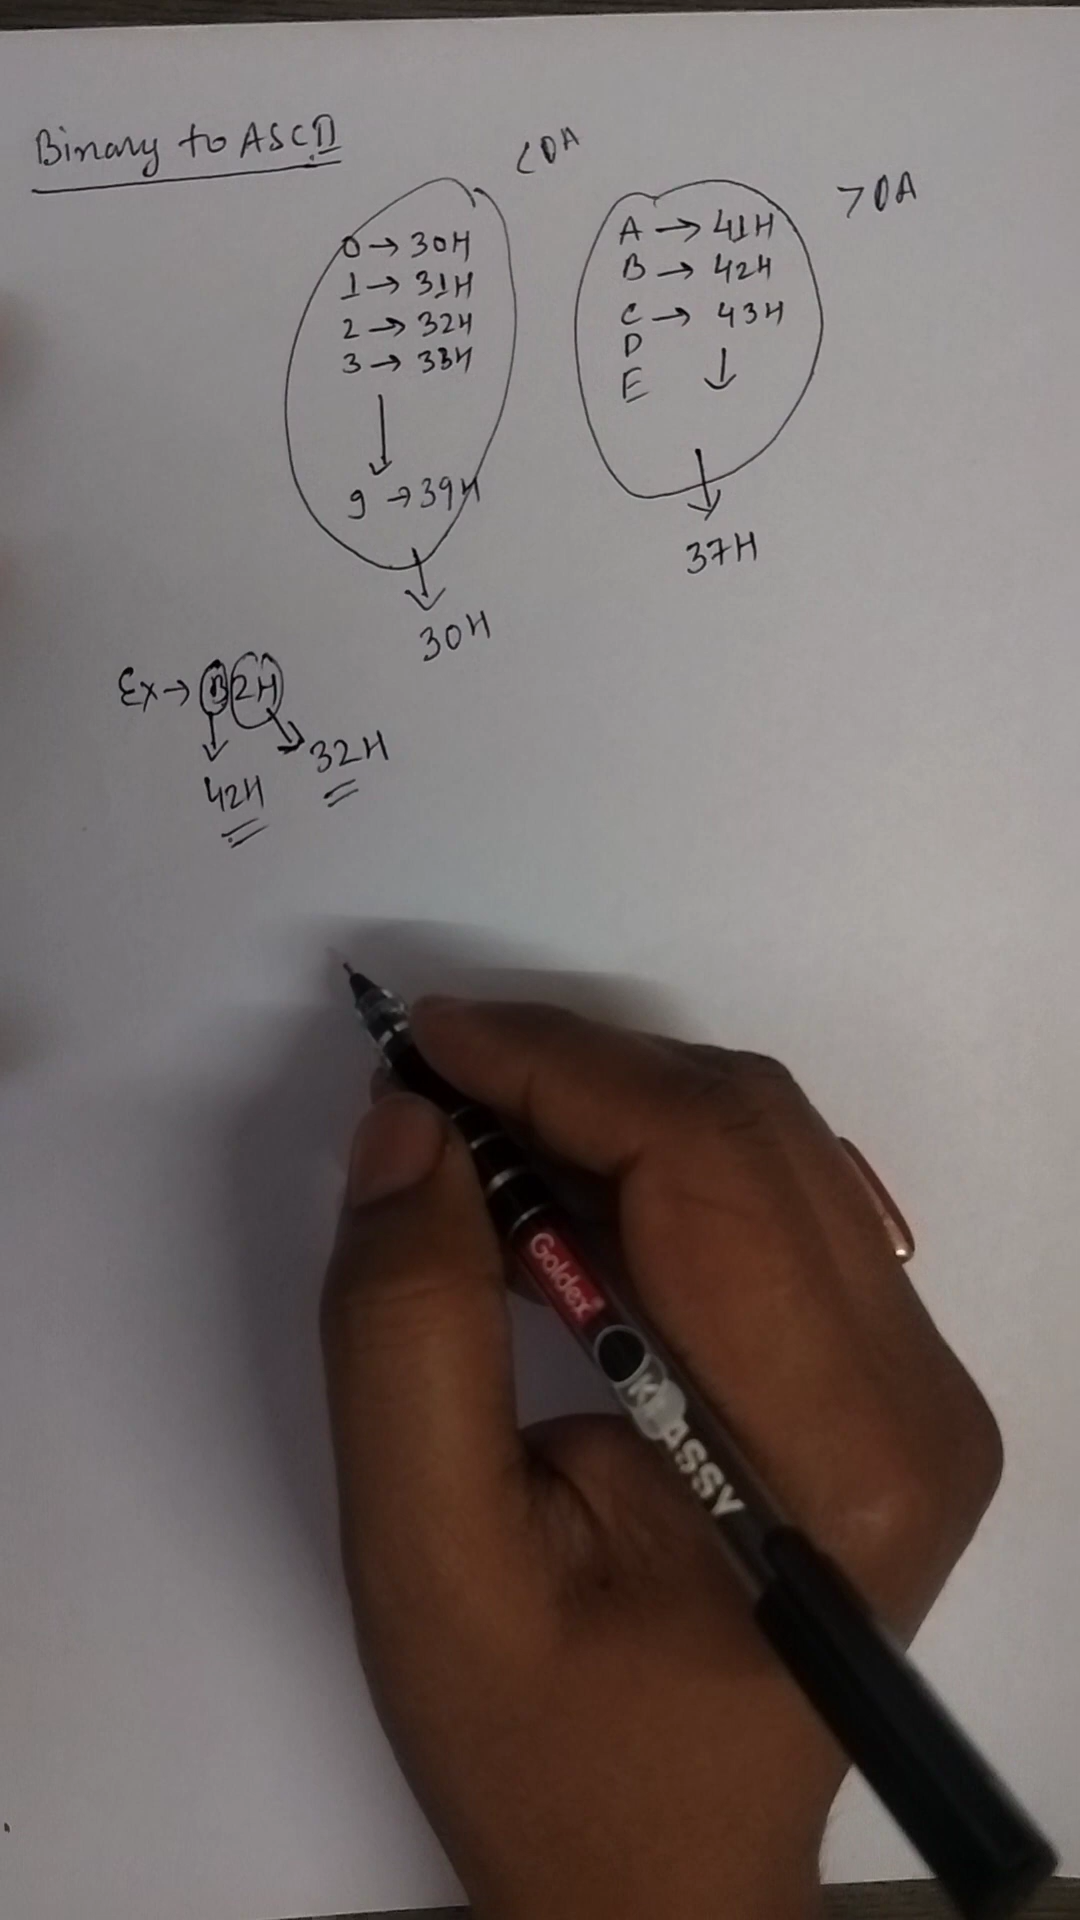 Binary to ASCII
<0A
0 → 30H
1 → 31H
2 → 32H
3 → 33H
↓
9 → 39H
↓
30H
>0A
A → 41H
B → 42H
C → 43H
D ↓
E
↓
37H
Ex → B2H
42H 32H
Goldex
KLASSY